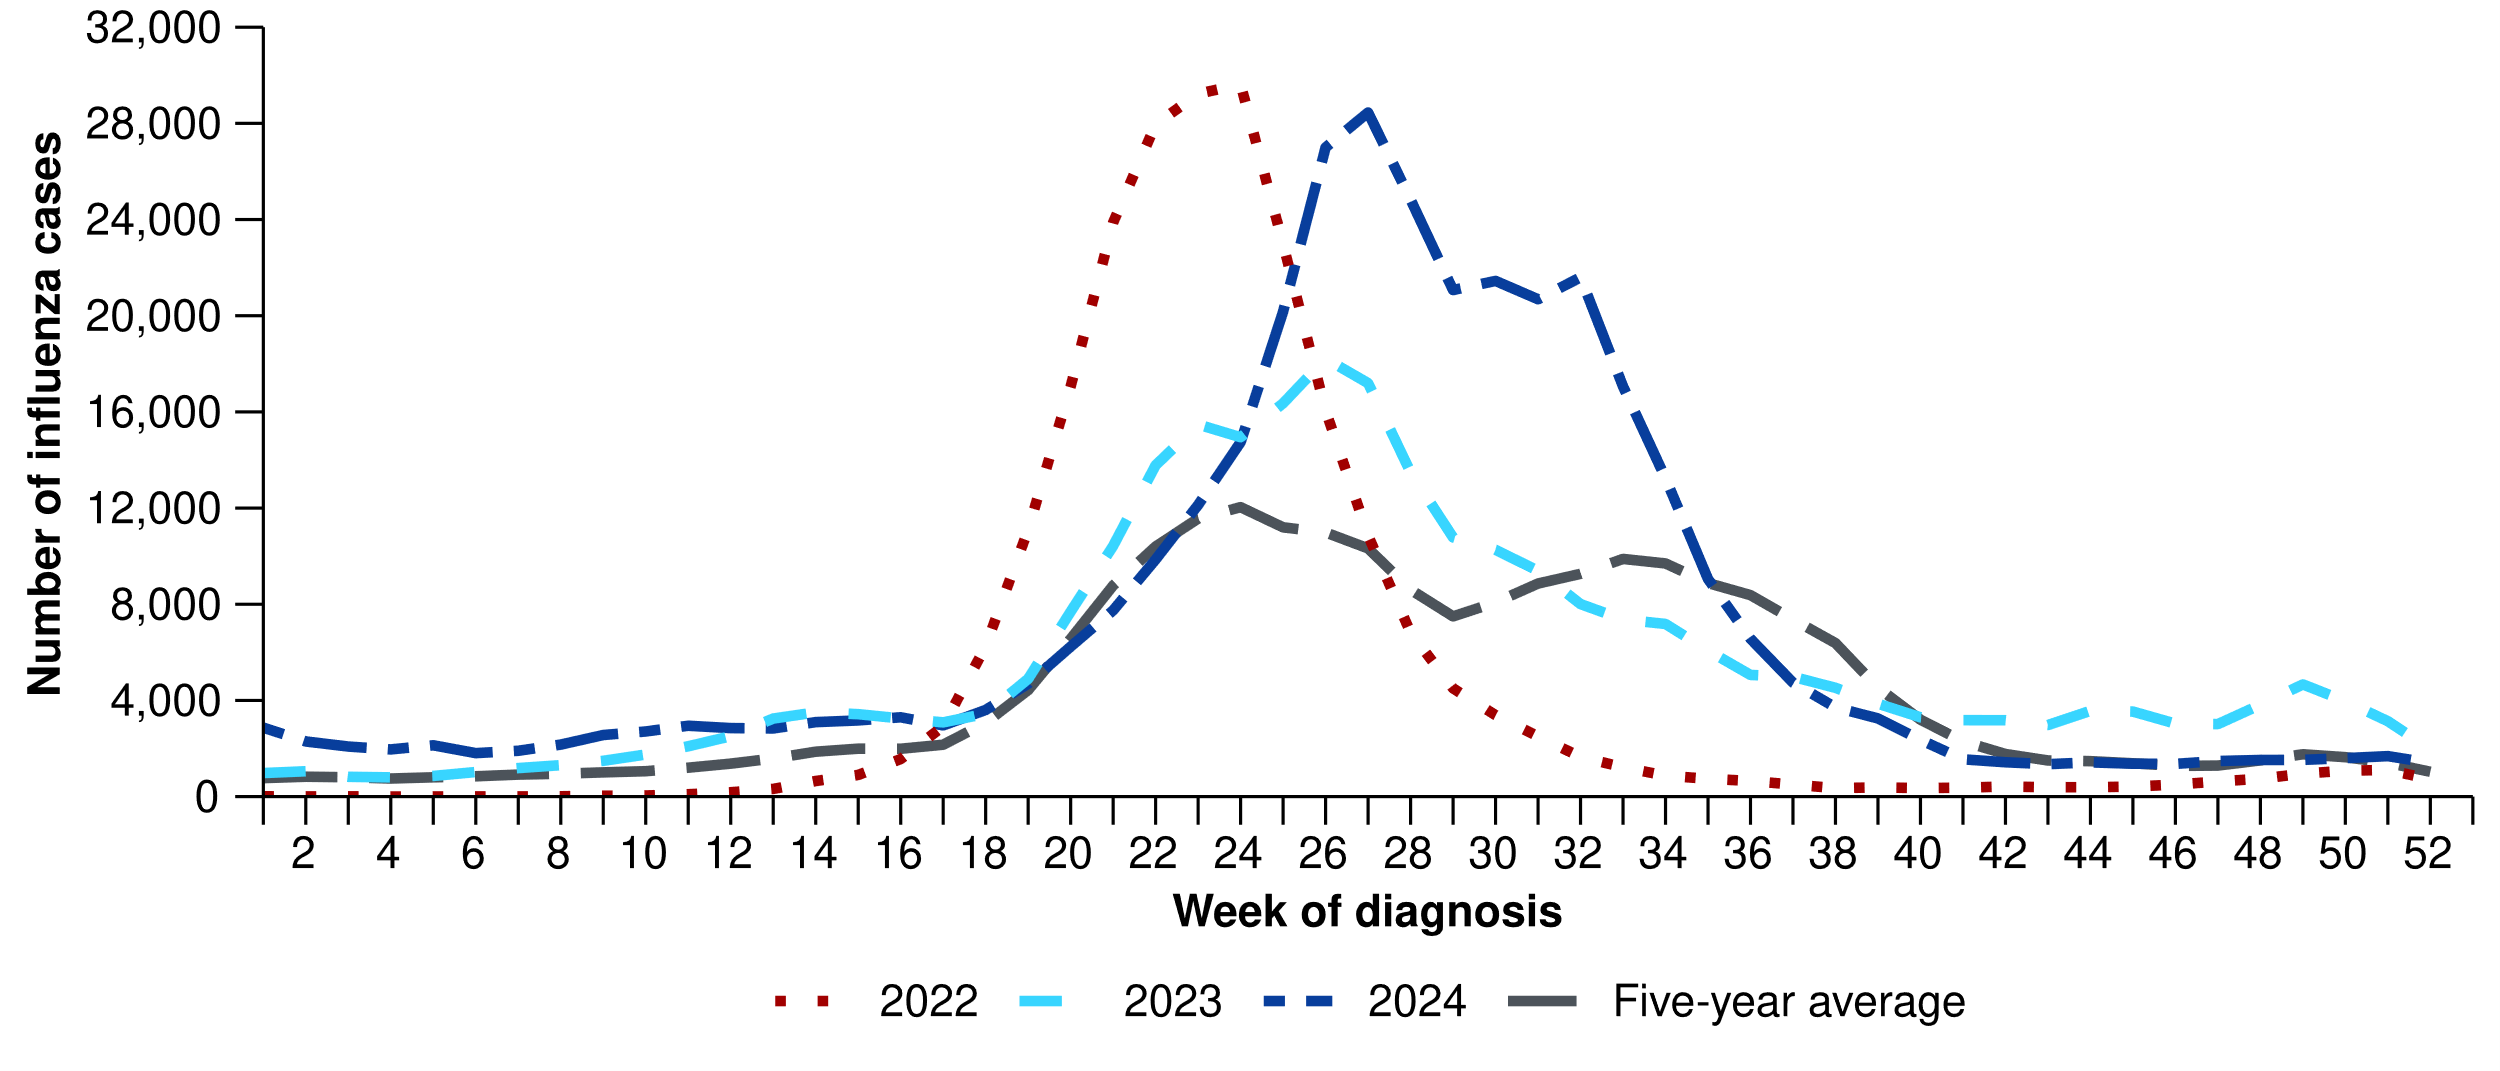 Number of influenza cases
32,000
28,000
24,000
20,000
16,000
12,000
8,000
4,000
0
2 4 6 8 10 12 14 16 18 20 22 24 26 28 30 32 34 36 38 40 42 44 46 48 50 52
Week of diagnosis
2022 2023 2024 Five-year average